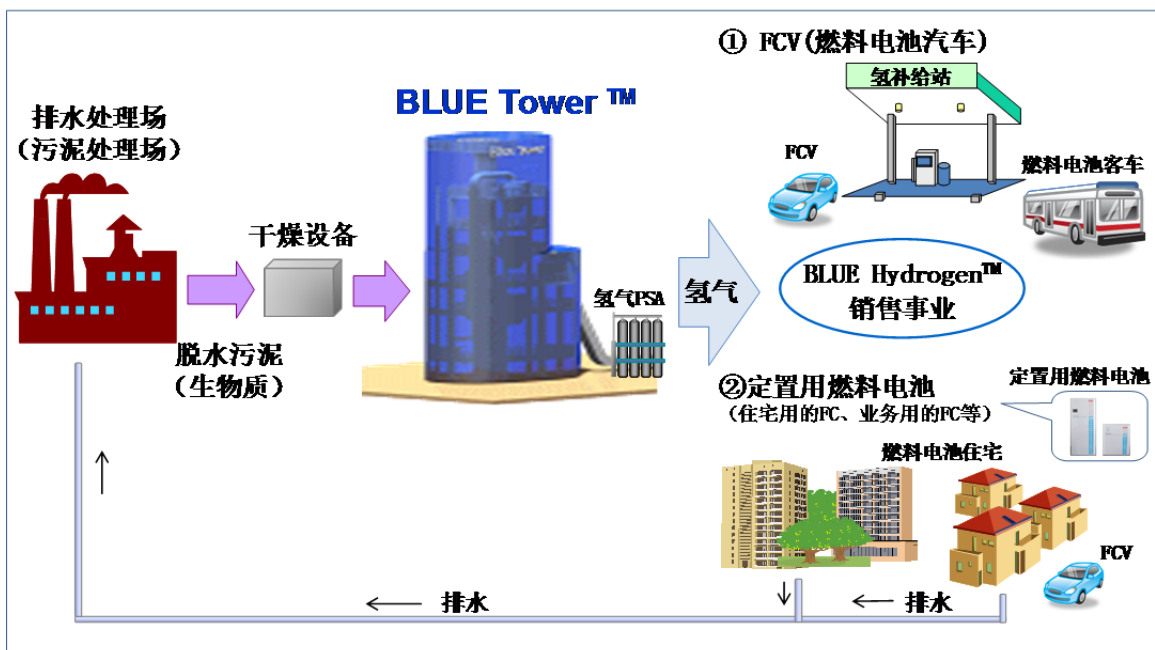 ① FCV(燃料电池汽车)
氢补给站
BLUE Tower ™
排水处理场
（污泥处理场）
FCV
燃料电池客车
干燥设备
BLUE Tower
氢气PSA
氢气
BLUE Hydrogen™
销售事业
脱水污泥
（生物质）
②定置用燃料电池
（住宅用的FC、业务用的FC等）
定置用燃料电池
燃料电池住宅
FCV
排水
排水